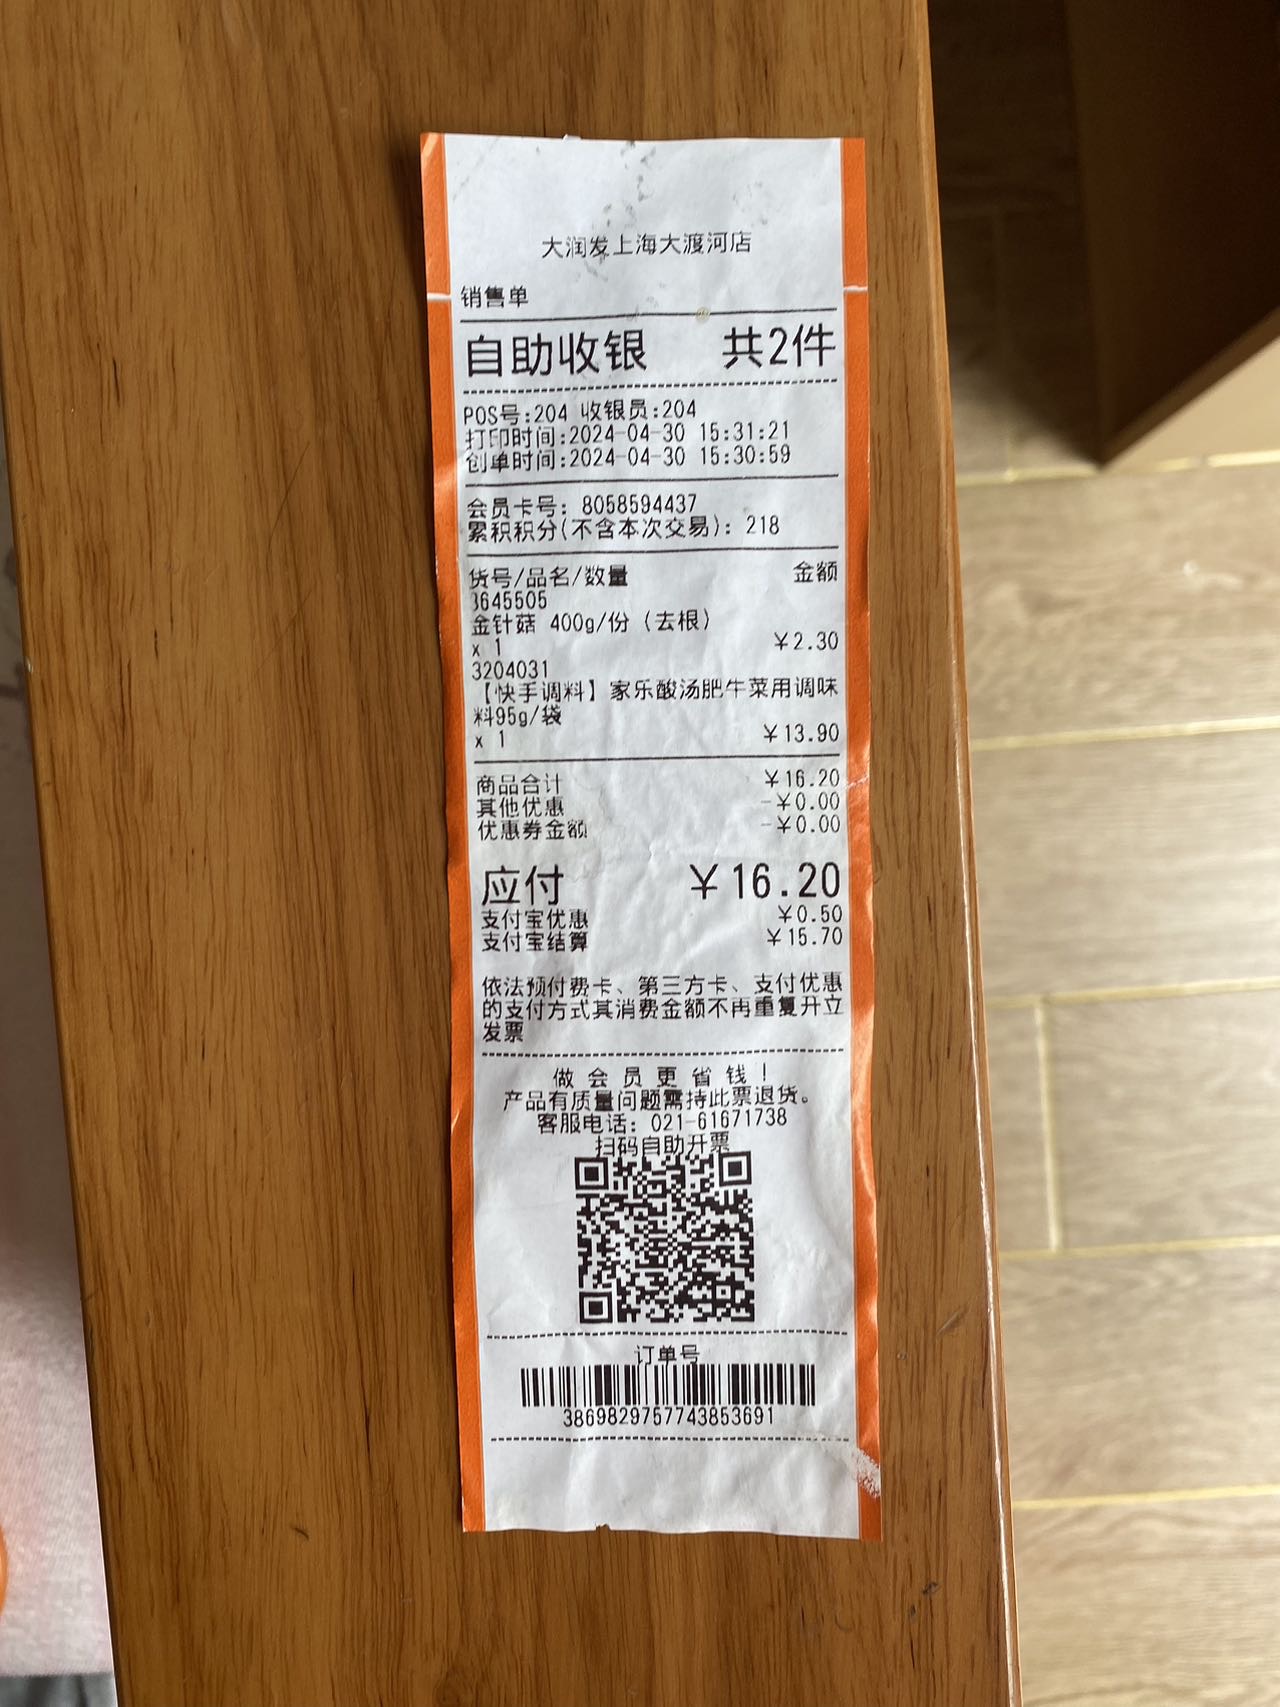 大润发上海大渡河店
销售单
自助收银 共2件
POS号:204 收银员:204
打印时间:2024-04-30 15:31:21
创单时间:2024-04-30 15:30:59
会员卡号: 8058594437
累积积分(不含本次交易): 218
货号/品名/数量 金额
3645505
金针菇 400g/份（去根）
x 1 ¥2.30
3204031
【快手调料】家乐酸汤肥牛菜用调味
料95g/袋
x 1 ¥13.90
商品合计 ¥16.20
其他优惠 -¥0.00
优惠券金额 -¥0.00
应付 ¥16.20
支付宝优惠 ¥0.50
支付宝结算 ¥15.70
依法预付费卡、第三方卡、支付优惠
的支付方式其消费金额不再重复开立
发票
做会员更省钱！
产品有质量问题需持此票退货。
客服电话: 021-61671738
扫码自助开票
订单号
3869829757743853691